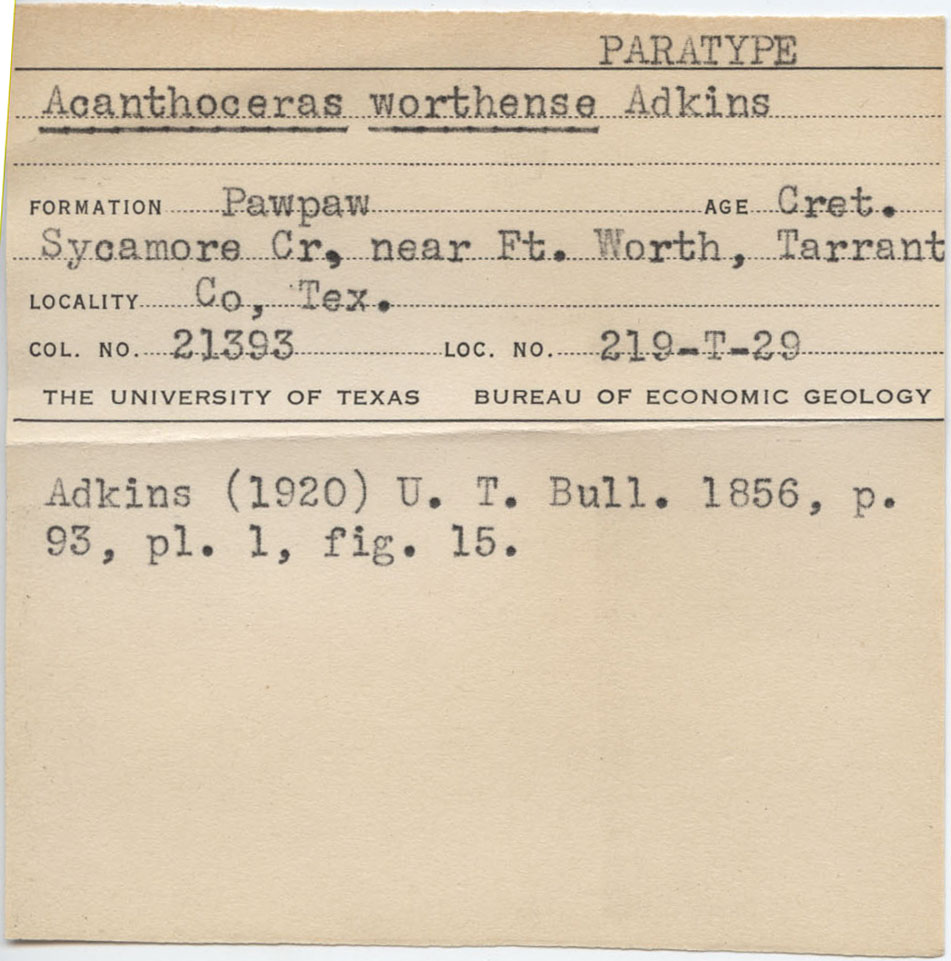 PARATYPE
Acanthoceras worthense Adkins
FORMATION Pawpaw AGE Cret.
Sycamore Cr, near Ft. Worth, Tarrant
LOCALITY Co, Tex.
COL. NO. 21393 LOC. NO. 219-T-29
THE UNIVERSITY OF TEXAS BUREAU OF ECONOMIC GEOLOGY
Adkins (1920) U. T. Bull. 1856, p.
93, pl. 1, fig. 15.